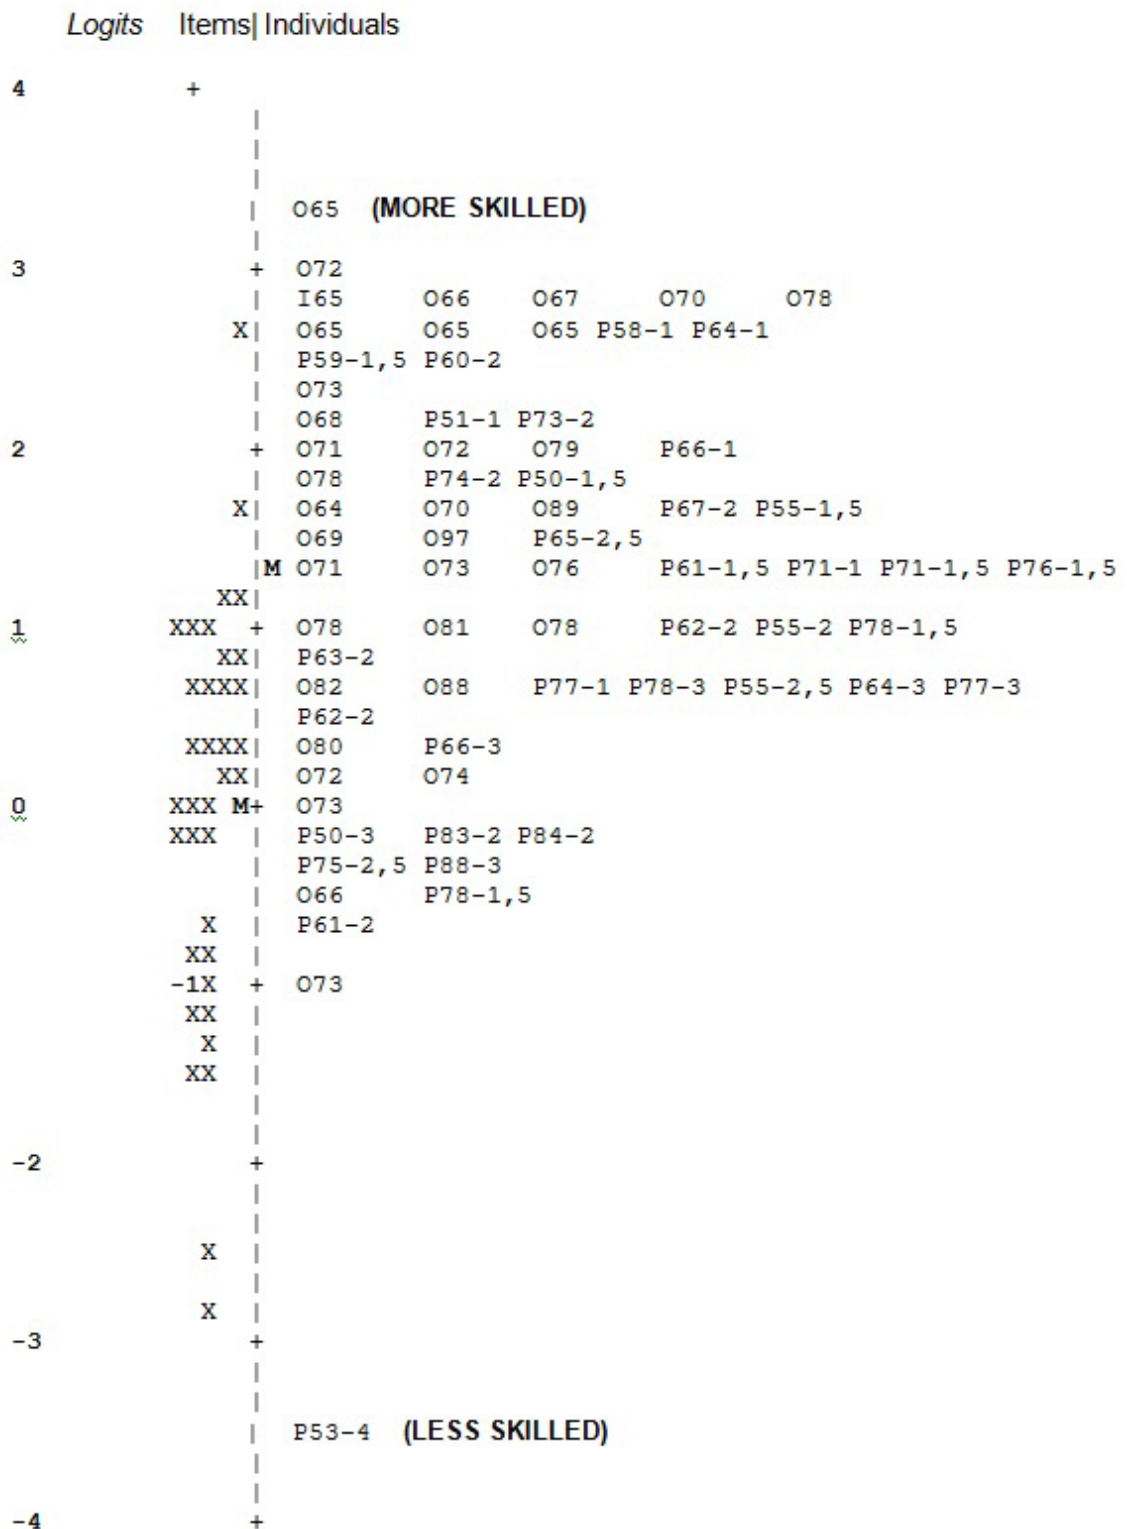 Logits Items| Individuals
4 +
|
|
|
| O65 (MORE SKILLED)
|
3 + O72
| I65 O66 O67 O70 O78
X| O65 O65 O65 P58-1 P64-1
| P59-1,5 P60-2
| O73
| O68 P51-1 P73-2
2 + O71 O72 O79 P66-1
| O78 P74-2 P50-1,5
X| O64 O70 O89 P67-2 P55-1,5
| O69 O97 P65-2,5
|M O71 O73 O76 P61-1,5 P71-1 P71-1,5 P76-1,5
XX|
1 XXX + O78 O81 O78 P62-2 P55-2 P78-1,5
XX| P63-2
XXXX| O82 O88 P77-1 P78-3 P55-2,5 P64-3 P77-3
| P62-2
XXXX| O80 P66-3
XX| O72 O74
0 XXX M+ O73
XXX | P50-3 P83-2 P84-2
| P75-2,5 P88-3
| O66 P78-1,5
X | P61-2
XX |
-1X + O73
XX |
X |
XX |
|
|
-2 +
|
|
X |
|
X |
-3 +
|
|
| P53-4 (LESS SKILLED)
|
|
-4 +